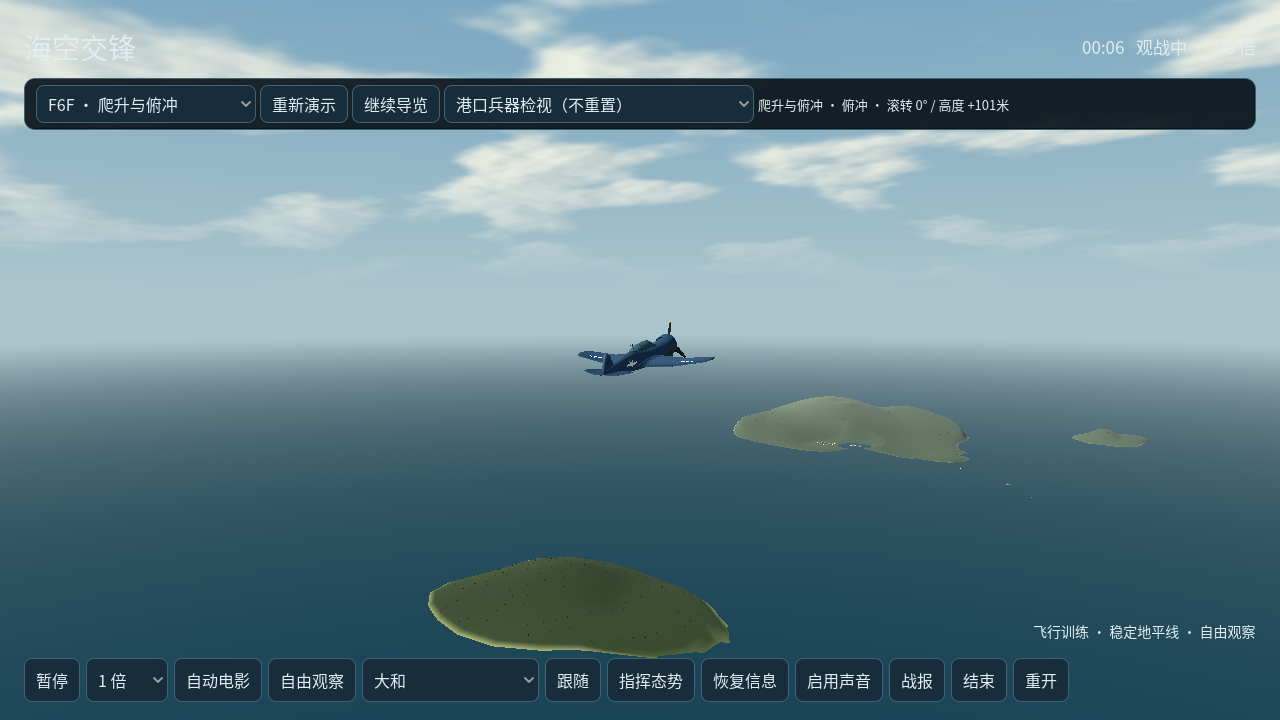 海空交锋
00:06 观战中
F6F · 爬升与俯冲
重新演示
继续导览
港口兵器检视（不重置）
爬升与俯冲 · 俯冲 · 滚转 0° / 高度 +101米
飞行训练 · 稳定地平线 · 自由观察
暂停
1 倍
自动电影
自由观察
大和
跟随
指挥态势
恢复信息
启用声音
战报
结束
重开